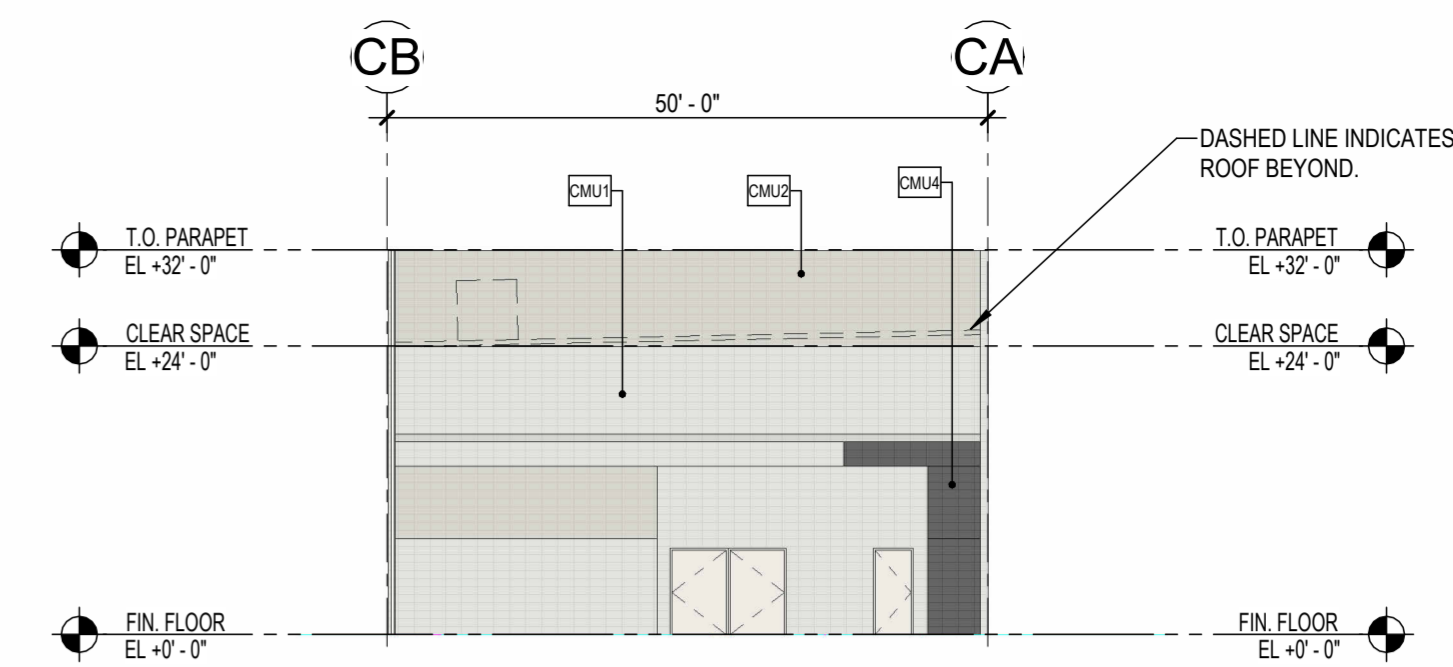 CB
CA
50' - 0"
DASHED LINE INDICATES
ROOF BEYOND.
CMU1
CMU2
CMU4
T.O. PARAPET
EL +32' - 0"
T.O. PARAPET
EL +32' - 0"
CLEAR SPACE
EL +24' - 0"
CLEAR SPACE
EL +24' - 0"
FIN. FLOOR
EL +0' - 0"
FIN. FLOOR
EL +0' - 0"